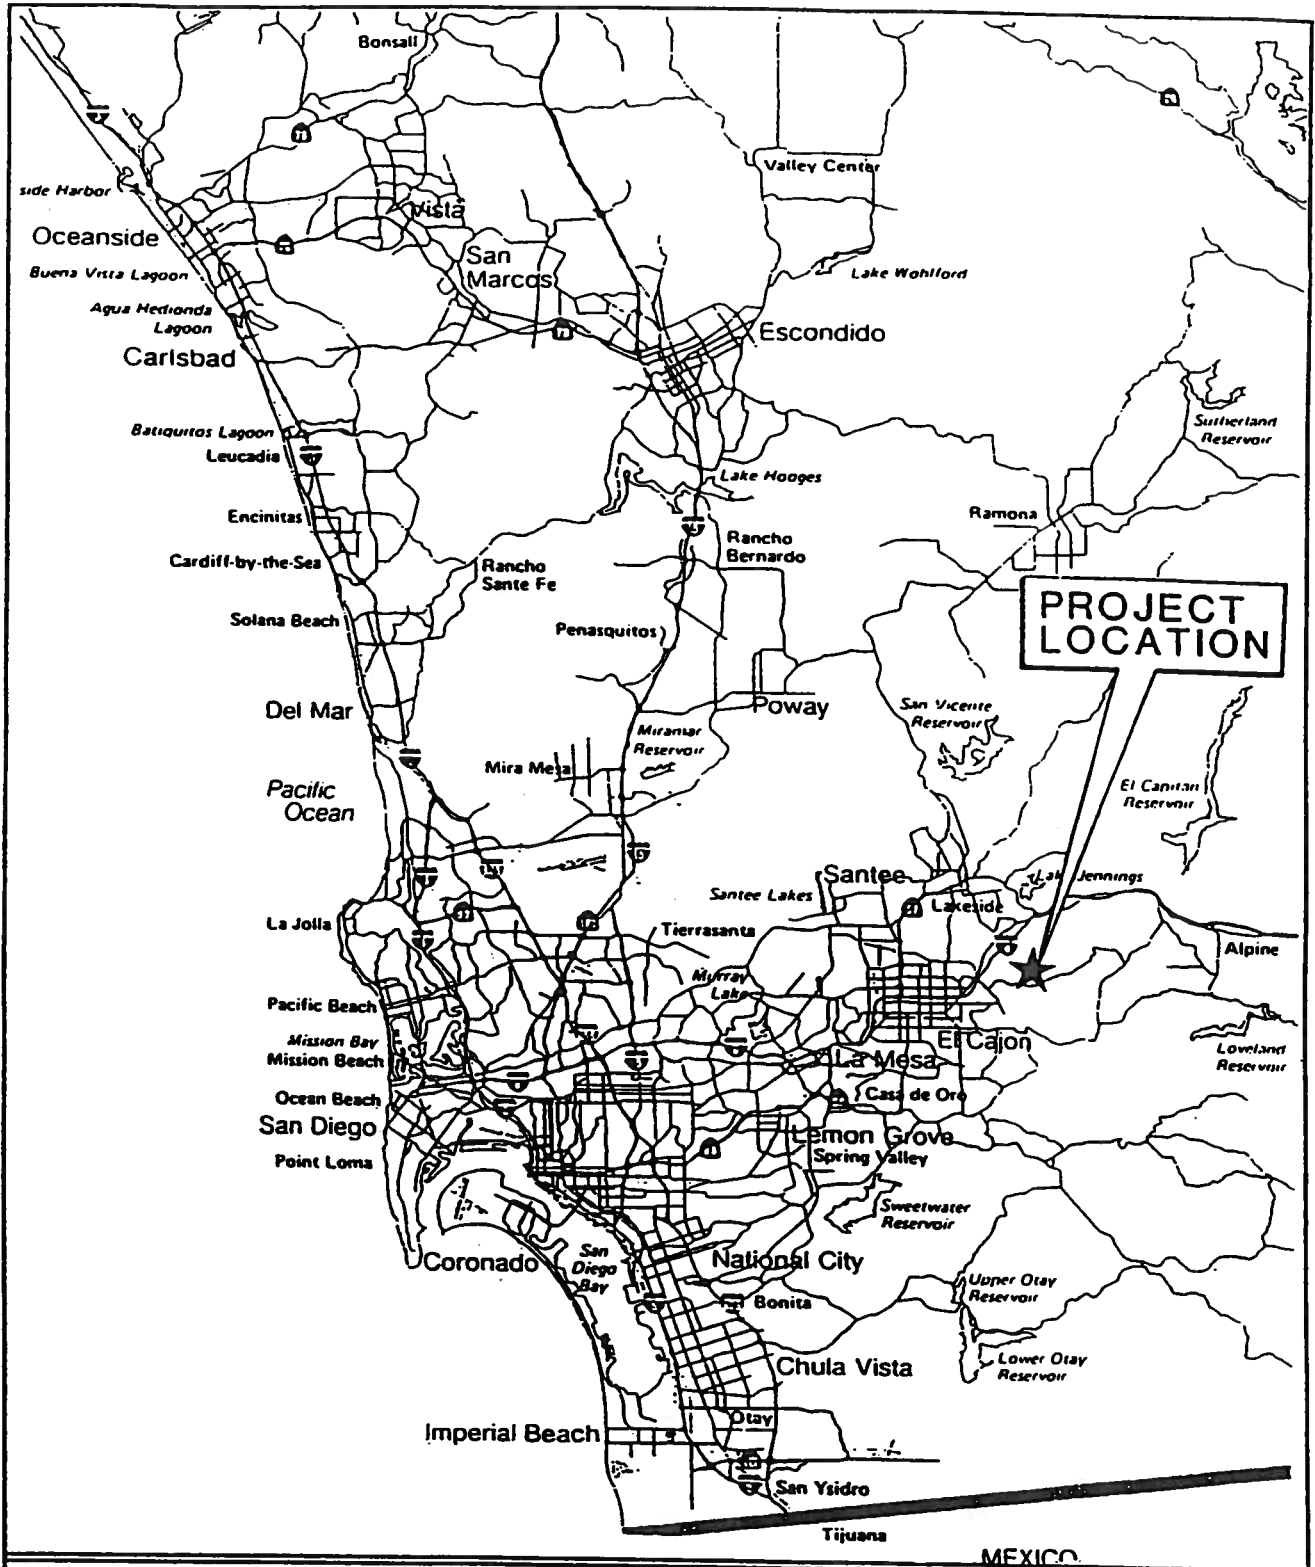 Bonsall
Valley Center
side Harbor
Vista
Oceanside
San
Marcos
Buena Vista Lagoon
Lake Wohlford
Agua Hedionda
Lagoon
Escondido
Carlsbad
Batiquitos Lagoon
Leucadia
Sutherland
Reservoir
Lake Hodges
Encinitas
Ramona
Rancho
Bernardo
Cardiff-by-the-Sea
Rancho
Sante Fe
PROJECT
LOCATION
Solana Beach
Penasquitos
Del Mar
Poway
San Vicente
Reservoir
Miramar
Reservoir
Mira Mesa
Pacific
Ocean
El Capitan
Reservoir
Santee
Lake Jennings
Santee Lakes
Lakeside
La Jolla
Tierrasanta
Alpine
Murray
Lake
Pacific Beach
Mission Bay
El Cajon
Mission Beach
La Mesa
Loveland
Reservoir
Ocean Beach
Casa de Oro
San Diego
Lemon Grove
Spring Valley
Point Loma
Sweetwater
Reservoir
Coronado
San
Diego
Bay
National City
Upper Otay
Reservoir
Bonita
Chula Vista
Lower Otay
Reservoir
Otay
Imperial Beach
San Ysidro
Tijuana
MEXICO